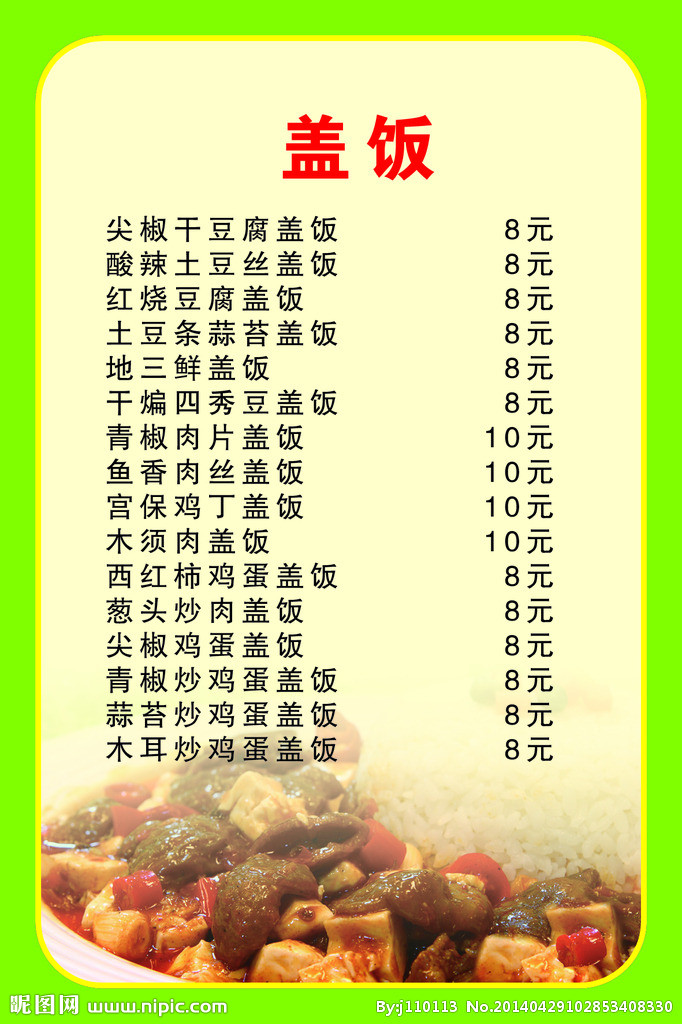 盖饭
尖椒干豆腐盖饭 8元
酸辣土豆丝盖饭 8元
红烧豆腐盖饭 8元
土豆条蒜苔盖饭 8元
地三鲜盖饭 8元
干煸四秀豆盖饭 8元
青椒肉片盖饭 10元
鱼香肉丝盖饭 10元
宫保鸡丁盖饭 10元
木须肉盖饭 10元
西红柿鸡蛋盖饭 8元
葱头炒肉盖饭 8元
尖椒鸡蛋盖饭 8元
青椒炒鸡蛋盖饭 8元
蒜苔炒鸡蛋盖饭 8元
木耳炒鸡蛋盖饭 8元
昵图网 www.nipic.com By:j110113 No.20140429102853408330